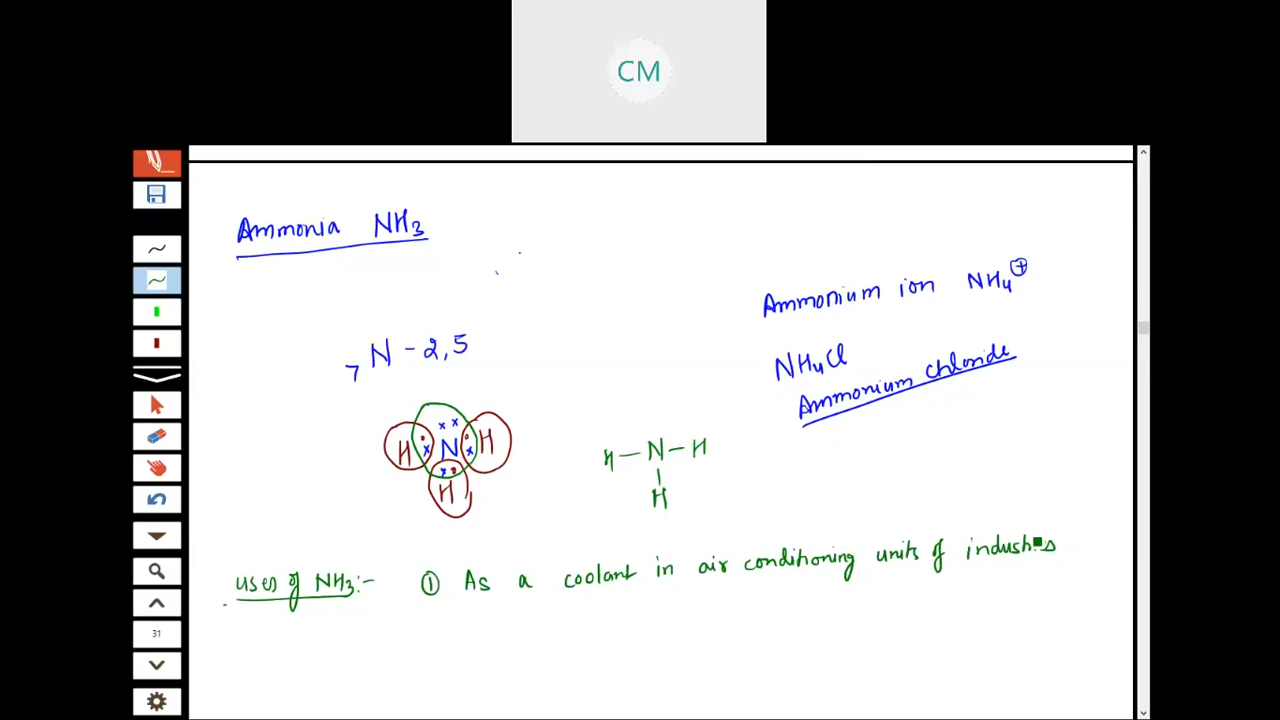 CM
Ammonia NH3
Ammonium ion NH4+
7N - 2,5
NH4Cl
Ammonium chloride
H N H
H
H - N - H
H
uses of NH3:- ① As a coolant in air conditioning units of
31